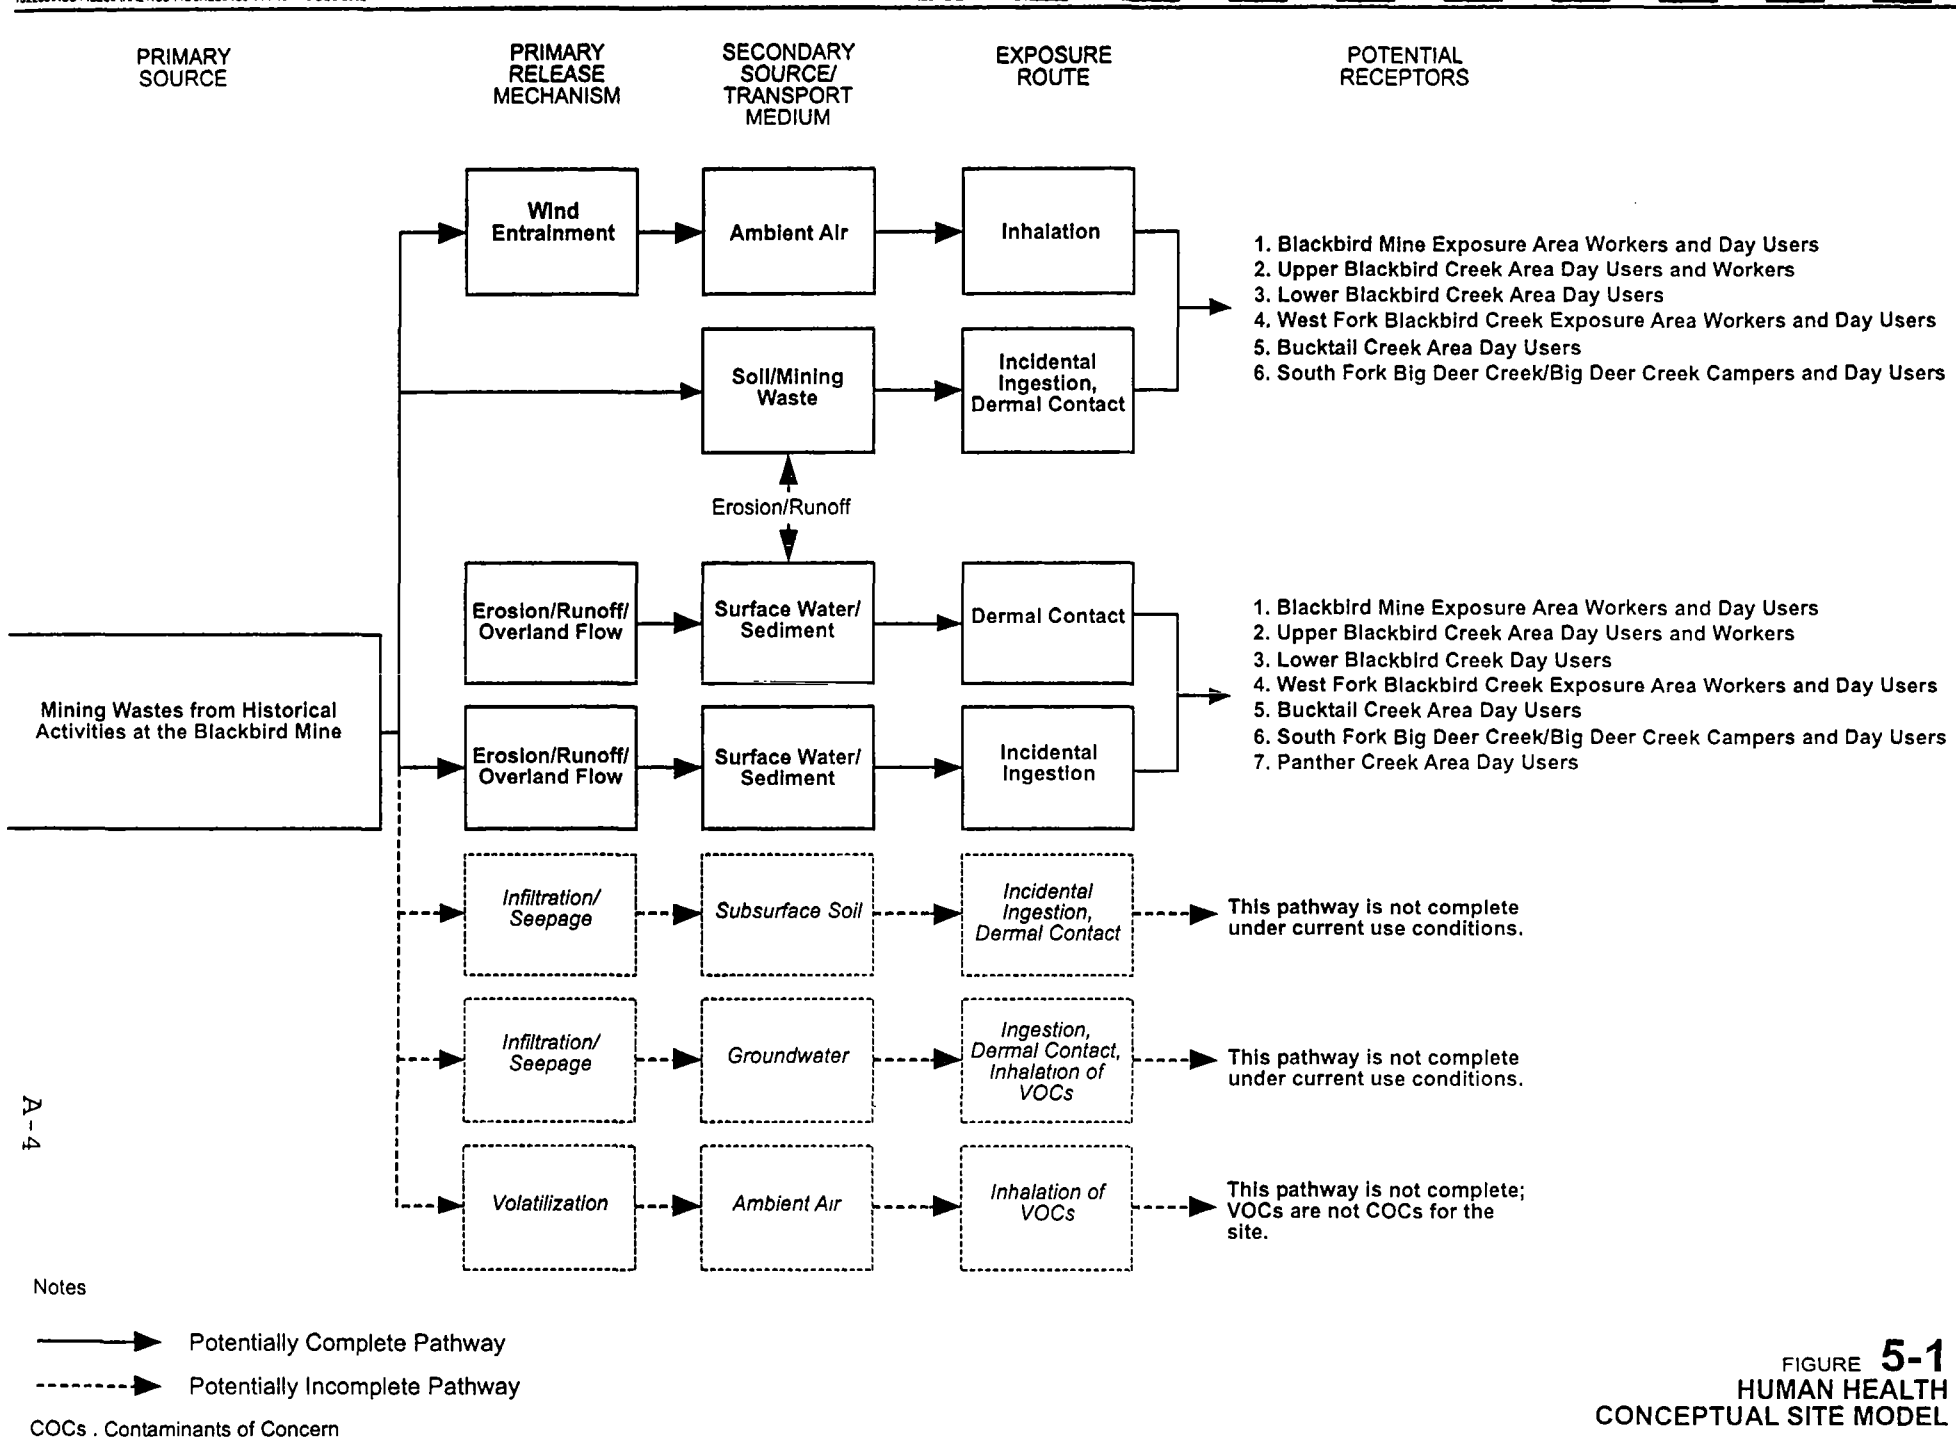 PRIMARY
SOURCE
PRIMARY
RELEASE
MECHANISM
SECONDARY
SOURCE/
TRANSPORT
MEDIUM
EXPOSURE
ROUTE
POTENTIAL
RECEPTORS
Wind
Entrainment
Ambient Air
Inhalation
1. Blackbird Mine Exposure Area Workers and Day Users
2. Upper Blackbird Creek Area Day Users and Workers
3. Lower Blackbird Creek Area Day Users
4. West Fork Blackbird Creek Exposure Area Workers and Day Users
5. Bucktail Creek Area Day Users
6. South Fork Big Deer Creek/Big Deer Creek Campers and Day Users
Soil/Mining
Waste
Incidental
Ingestion,
Dermal Contact
Erosion/Runoff
Erosion/Runoff/
Overland Flow
Surface Water/
Sediment
Dermal Contact
1. Blackbird Mine Exposure Area Workers and Day Users
2. Upper Blackbird Creek Area Day Users and Workers
3. Lower Blackbird Creek Day Users
4. West Fork Blackbird Creek Exposure Area Workers and Day Users
5. Bucktail Creek Area Day Users
6. South Fork Big Deer Creek/Big Deer Creek Campers and Day Users
7. Panther Creek Area Day Users
Mining Wastes from Historical
Activities at the Blackbird Mine
Erosion/Runoff/
Overland Flow
Surface Water/
Sediment
Incidental
Ingestion
Infiltration/
Seepage
Subsurface Soil
Incidental
Ingestion,
Dermal Contact
This pathway is not complete
under current use conditions.
Infiltration/
Seepage
Groundwater
Ingestion,
Dermal Contact,
Inhalation of
VOCs
This pathway is not complete
under current use conditions.
A-4
Volatilization
Ambient Air
Inhalation of
VOCs
This pathway is not complete;
VOCs are not COCs for the
site.
Notes
Potentially Complete Pathway
Potentially Incomplete Pathway
COCs . Contaminants of Concern
FIGURE 5-1
HUMAN HEALTH
CONCEPTUAL SITE MODEL